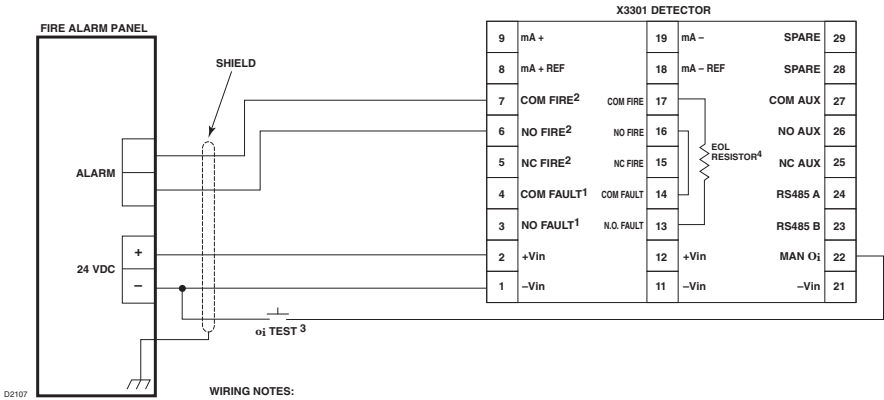 X3301 DETECTOR
FIRE ALARM PANEL
SHIELD
ALARM
24 VDC
+
–
oi TEST 3
9 mA +
8 mA + REF
7 COM FIRE2
6 NO FIRE2
5 NC FIRE2
4 COM FAULT1
3 NO FAULT1
2 +Vin
1 –Vin
COM FIRE 17
NO FIRE 16
NC FIRE 15
COM FAULT 14
N.O. FAULT 13
19 mA –
18 mA – REF
12 +Vin
11 –Vin
EOL
RESISTOR4
SPARE 29
SPARE 28
COM AUX 27
NO AUX 26
NC AUX 25
RS485 A 24
RS485 B 23
MAN Oi 22
–Vin 21
D2107
WIRING NOTES: